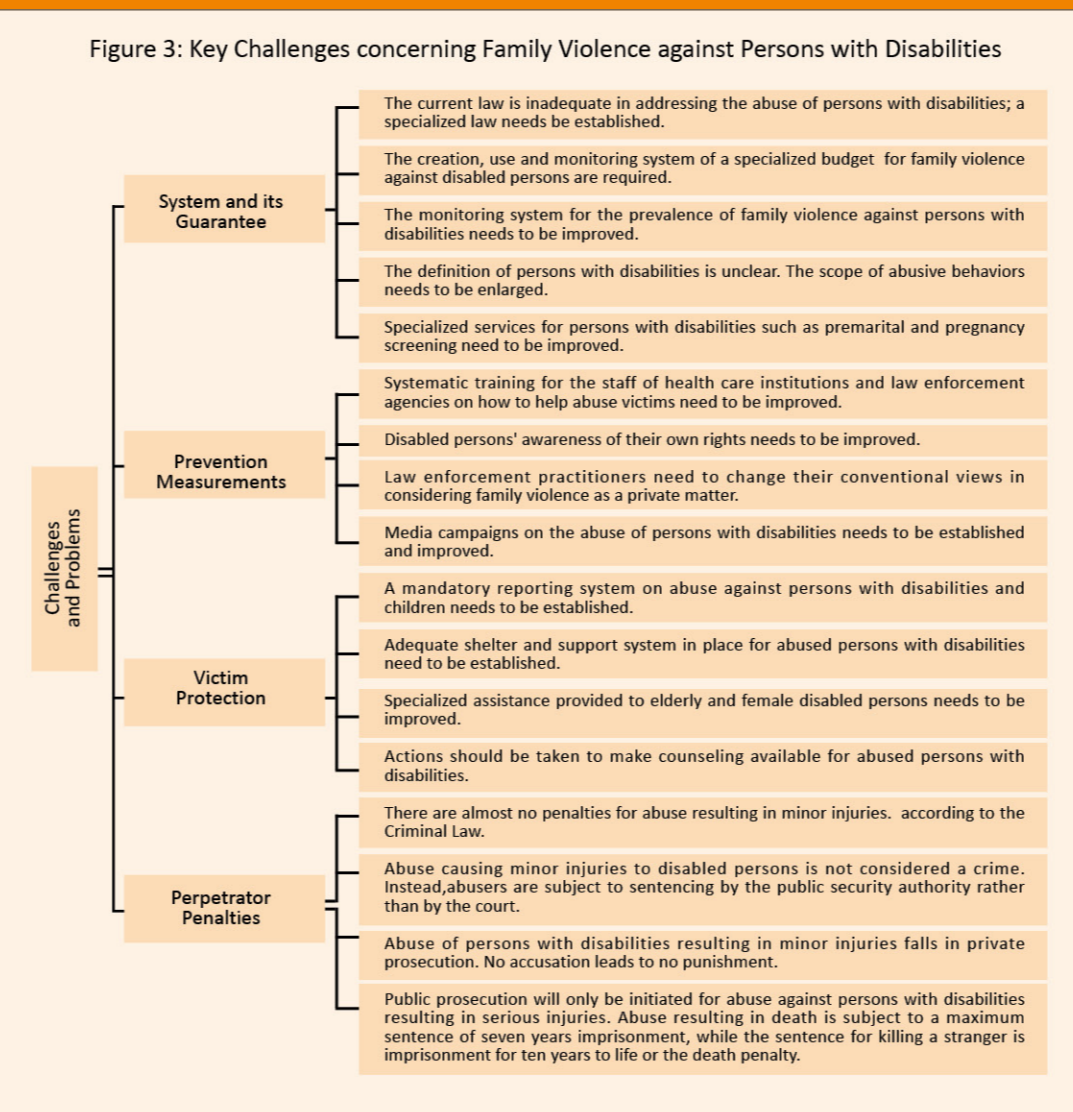 Figure 3: Key Challenges concerning Family Violence against Persons with Disabilities
Challenges
and Problems
System and its
Guarantee
The current law is inadequate in addressing the abuse of persons with disabilities; a
specialized law needs be established.
The creation, use and monitoring system of a specialized budget for family violence
against disabled persons are required.
The monitoring system for the prevalence of family violence against persons with
disabilities needs to be improved.
The definition of persons with disabilities is unclear. The scope of abusive behaviors
needs to be enlarged.
Specialized services for persons with disabilities such as premarital and pregnancy
screening need to be improved.
Prevention
Measurements
Systematic training for the staff of health care institutions and law enforcement
agencies on how to help abuse victims need to be improved.
Disabled persons' awareness of their own rights needs to be improved.
Law enforcement practitioners need to change their conventional views in
considering family violence as a private matter.
Media campaigns on the abuse of persons with disabilities needs to be established
and improved.
Victim
Protection
A mandatory reporting system on abuse against persons with disabilities and
children needs to be established.
Adequate shelter and support system in place for abused persons with disabilities
need to be established.
Specialized assistance provided to elderly and female disabled persons needs to be
improved.
Actions should be taken to make counseling available for abused persons with
disabilities.
Perpetrator
Penalties
There are almost no penalties for abuse resulting in minor injuries. according to the
Criminal Law.
Abuse causing minor injuries to disabled persons is not considered a crime.
Instead,abusers are subject to sentencing by the public security authority rather
than by the court.
Abuse of persons with disabilities resulting in minor injuries falls in private
prosecution. No accusation leads to no punishment.
Public prosecution will only be initiated for abuse against persons with disabilities
resulting in serious injuries. Abuse resulting in death is subject to a maximum
sentence of seven years imprisonment, while the sentence for killing a stranger is
imprisonment for ten years to life or the death penalty.